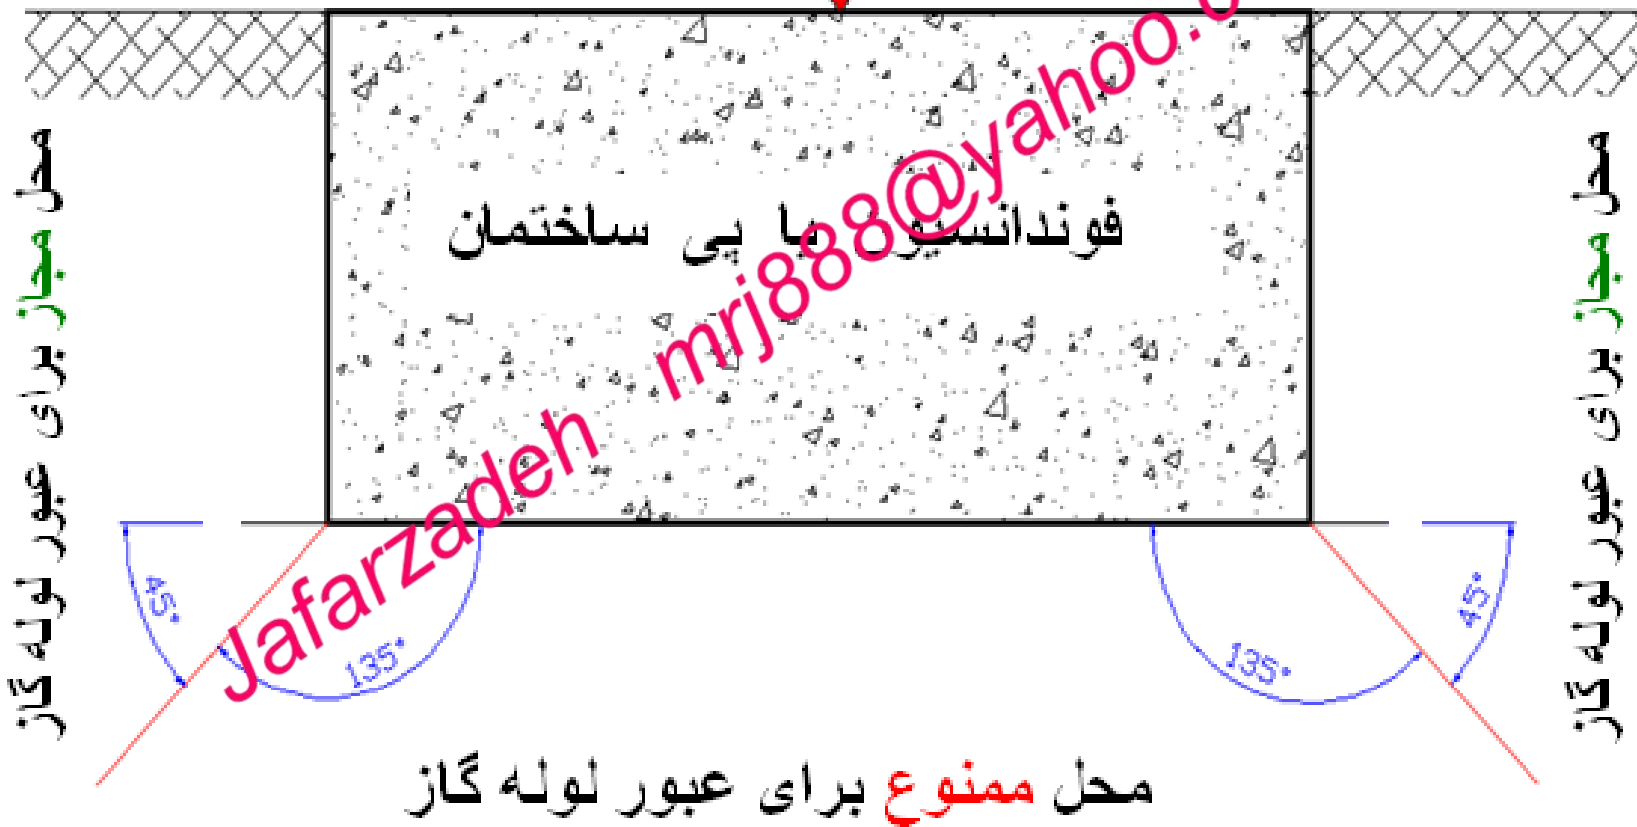 فوندانسیون یا پی ساختمان
Jafarzadeh mrj888@yahoo.c
محل مجاز برای عبور لوله گاز
محل مجاز برای عبور لوله گاز
45°
135°
135°
45°
محل ممنوع برای عبور لوله گاز